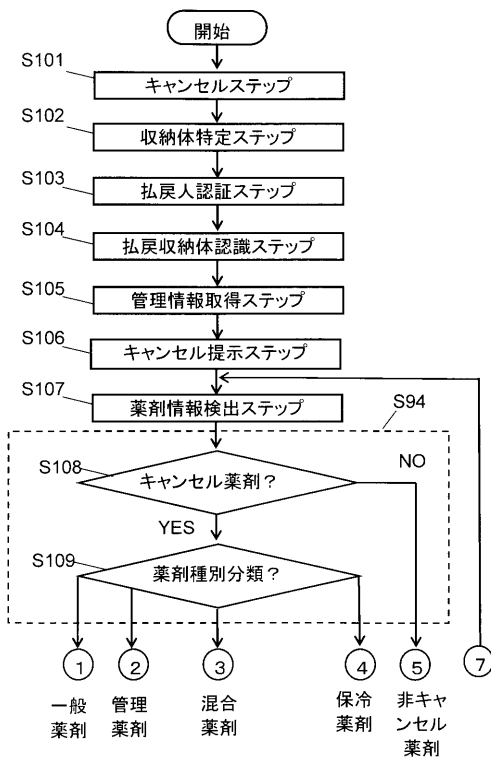 開始
S101
キャンセルステップ
S102
収納体特定ステップ
S103
払戻人認証ステップ
S104
払戻収納体認識ステップ
S105
管理情報取得ステップ
S106
キャンセル提示ステップ
S107
薬剤情報検出ステップ
S94
S108
キャンセル薬剤？
NO
YES
S109
薬剤種別分類？
1
2
3
4
5
7
一般
薬剤
管理
薬剤
混合
薬剤
保冷
薬剤
非キャ
ンセル
薬剤